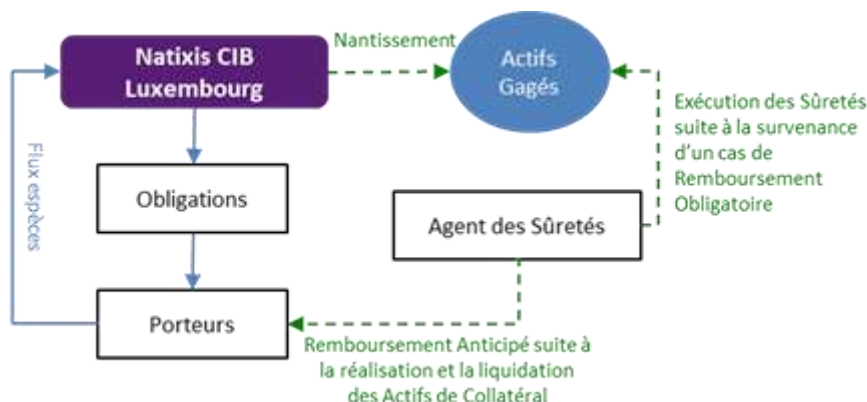 Natixis CIB
Luxembourg
Nantissement
Actifs
Gagés
Exécution des Sûretés
suite à la survenance
d'un cas de
Remboursement
Obligatoire
Flux espèces
Obligations
Agent des Sûretés
Porteurs
Remboursement Anticipé suite à
la réalisation et la liquidation
des Actifs de Collatéral